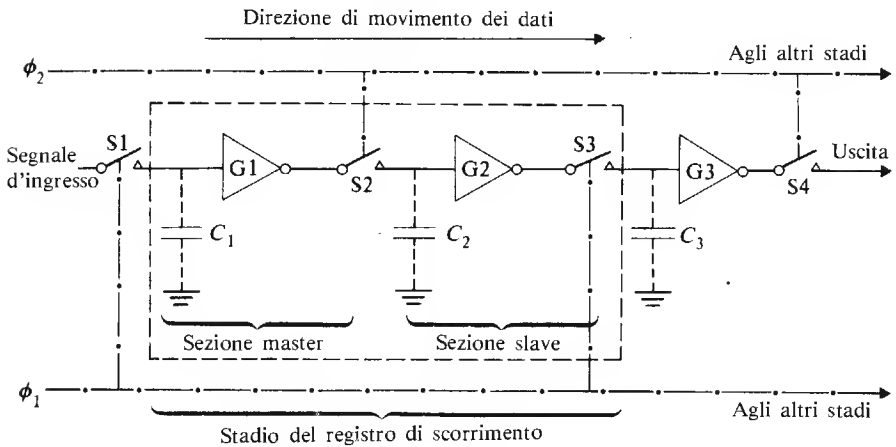 Direzione di movimento dei dati
ϕ2
Agli altri stadi
Segnale
d'ingresso
S1
G1
S2
G2
S3
G3
S4
Uscita
C1
C2
C3
Sezione master
Sezione slave
ϕ1
Agli altri stadi
Stadio del registro di scorrimento